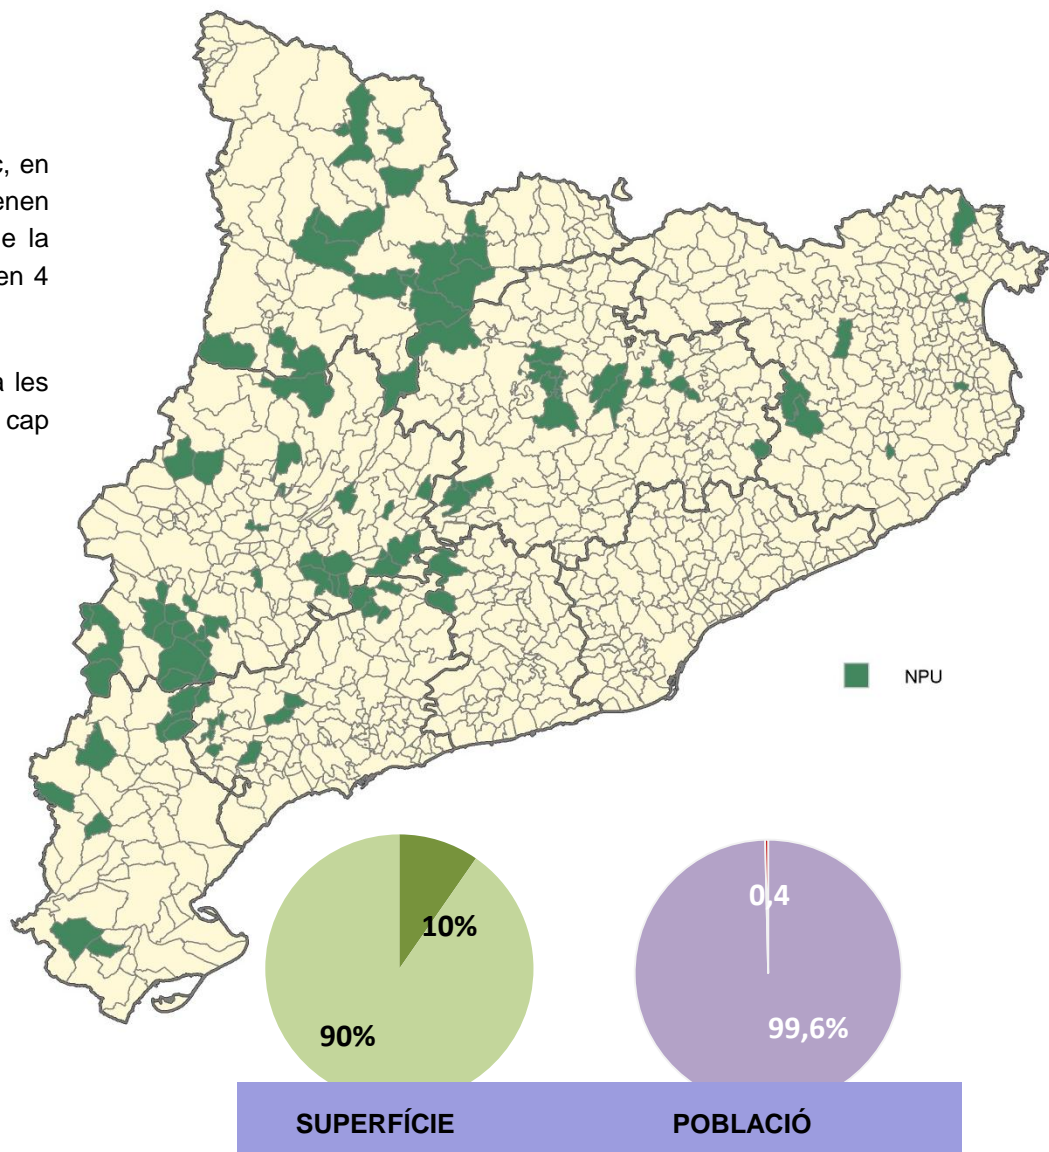 c, en
enen
e la
en 4
a les
cap
NPU
10%
90%
0,4
99,6%
SUPERFÍCIE
POBLACIÓ